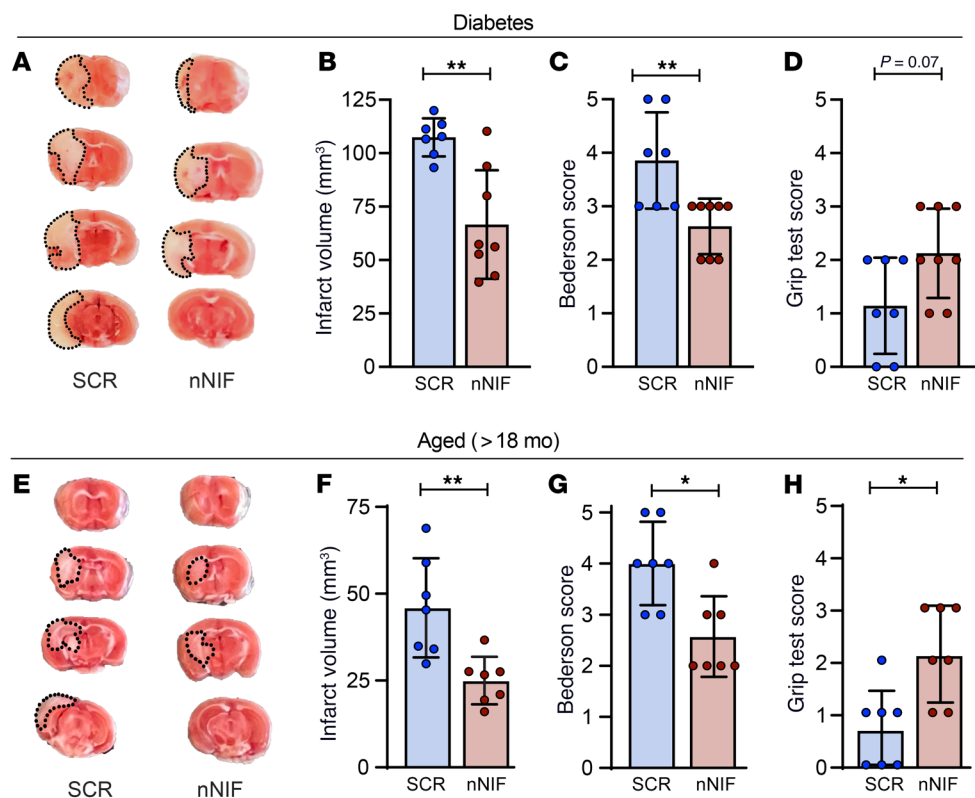 Diabetes
A
SCR
nNIF
B
**
Infarct volume (mm³)
125
100
75
50
25
0
SCR
nNIF
C
**
Bederson score
5
4
3
2
1
0
SCR
nNIF
D
P = 0.07
Grip test score
5
4
3
2
1
0
SCR
nNIF
Aged (>18 mo)
E
SCR
nNIF
F
**
Infarct volume (mm³)
75
50
25
0
SCR
nNIF
G
*
Bederson score
5
4
3
2
1
0
SCR
nNIF
H
*
Grip test score
5
4
3
2
1
0
SCR
nNIF